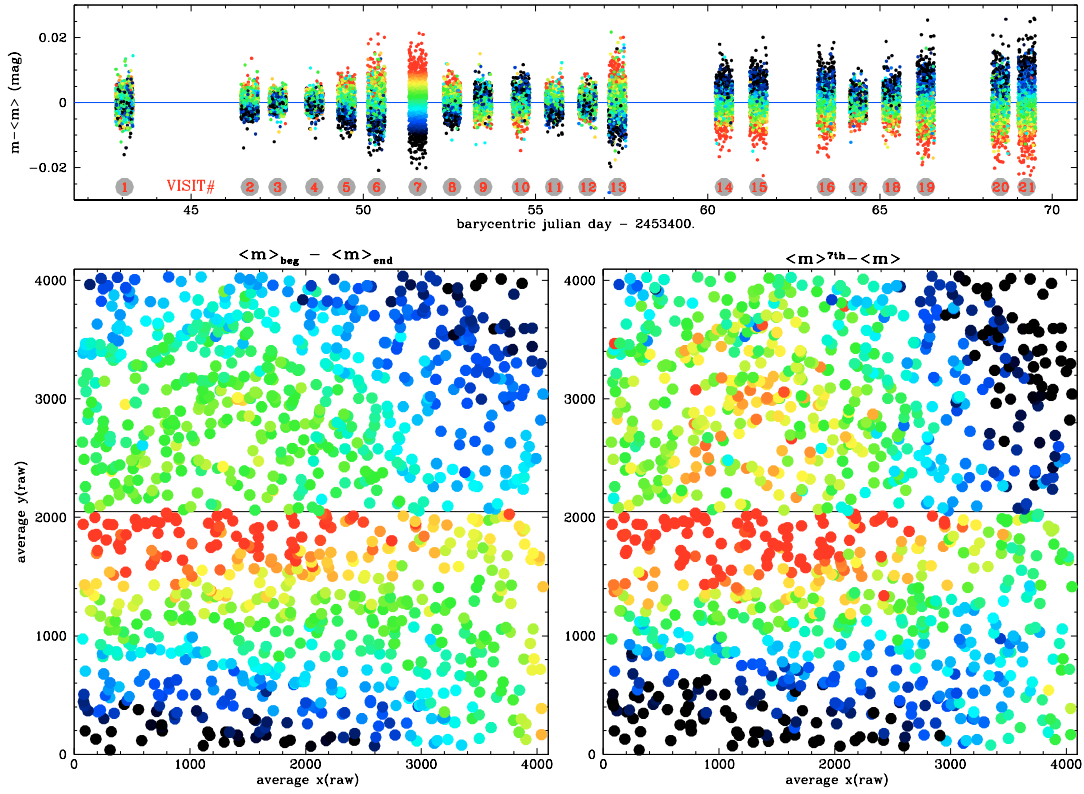 m−<m> (mag)
0.02
0
−0.02
VISIT#
1 2 3 4 5 6 7 8 9 10 11 12 13 14 15 16 17 18 19 20 21
45 50 55 60 65 70
barycentric julian day − 2453400.
<m>beg − <m>end
<m>7th−<m>
average y(raw)
4000
3000
2000
1000
0
0 1000 2000 3000 4000
average x(raw)
4000
3000
2000
1000
0
0 1000 2000 3000 4000
average x(raw)